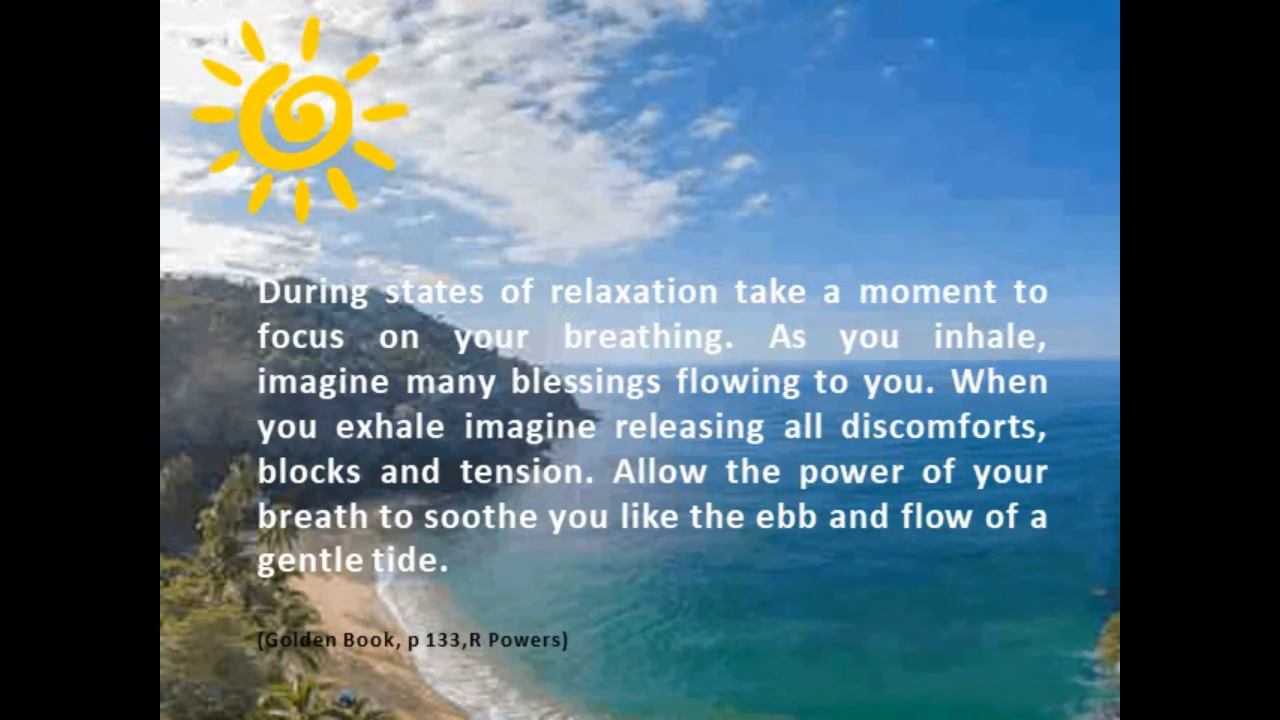 During states of relaxation take a moment to
focus on your breathing. As you inhale,
imagine many blessings flowing to you. When
you exhale imagine releasing all discomforts,
blocks and tension. Allow the power of your
breath to soothe you like the ebb and flow of a
gentle tide.
(Golden Book, p 133,R Powers)